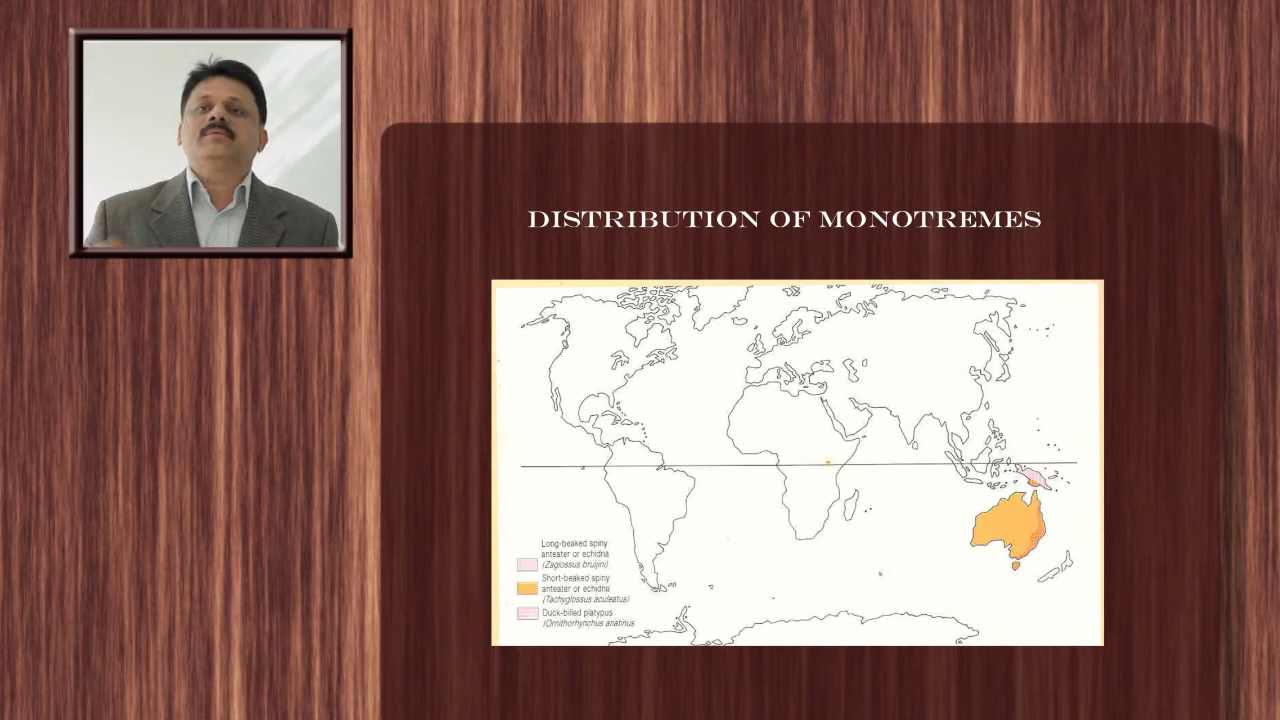 DISTRIBUTION OF MONOTREMES
Long-beaked spiny
anteater or echidna
(Zaglossus bruijini)
Short-beaked spiny
anteater or echidna
(Tachyglossus aculeatus)
Duck-billed platypus
(Ornithorhynchus anatinus